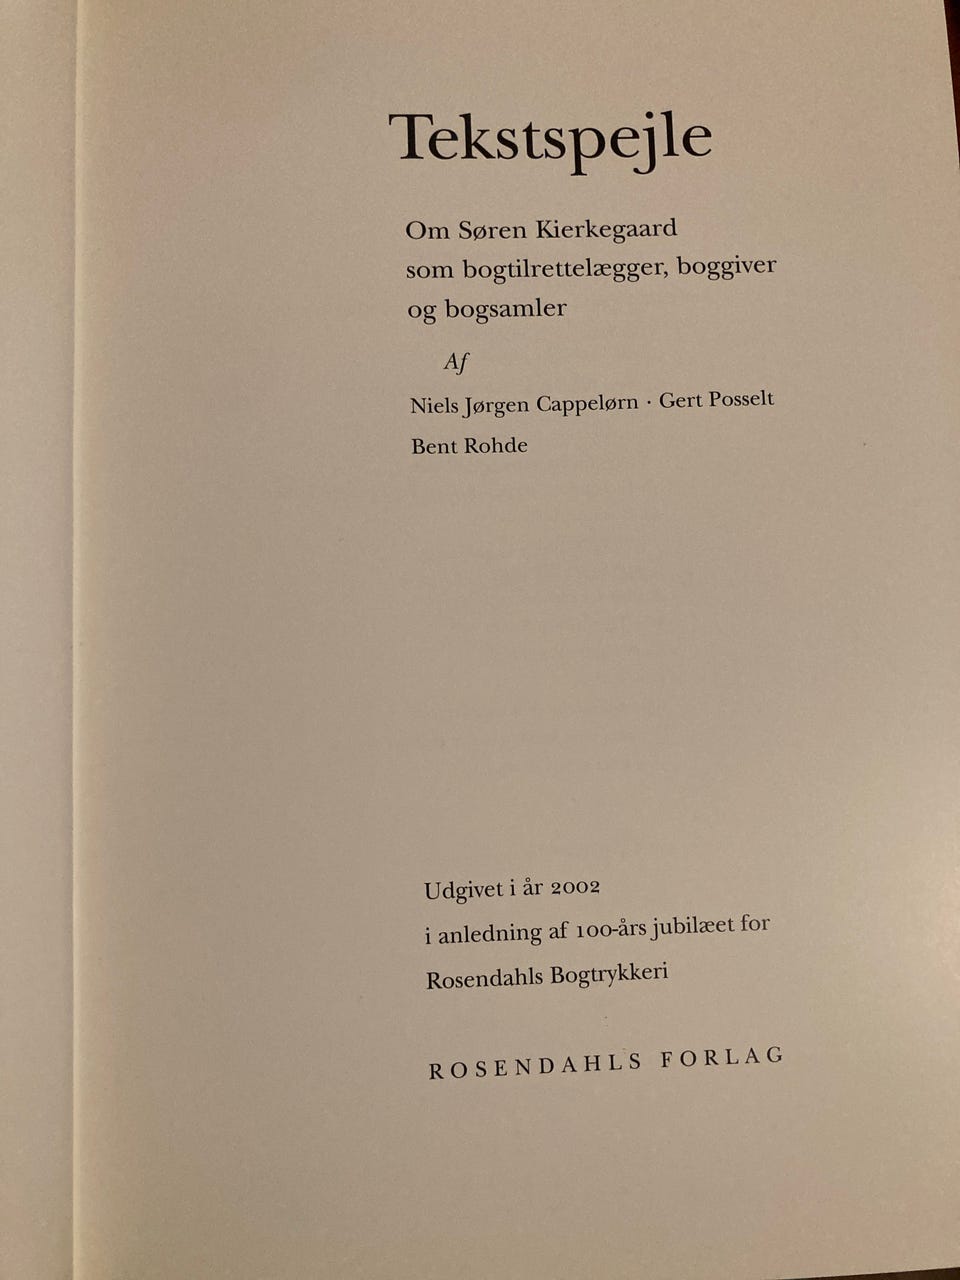 Tekstspejle
Om Søren Kierkegaard
som bogtilrettelægger, boggiver
og bogsamler
Af
Niels Jørgen Cappelørn · Gert Posselt
Bent Rohde
Udgivet i år 2002
i anledning af 100-års jubilæet for
Rosendahls Bogtrykkeri
ROSENDAHLS FORLAG